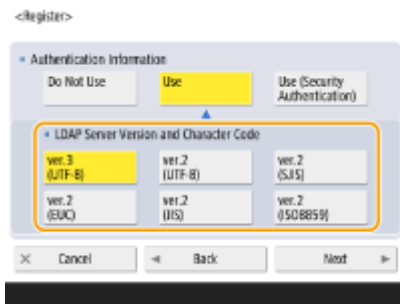 <Register>
Authentication Information
Do Not Use
Use
Use (Security
Authentication)
LDAP Server Version and Character Code
ver.3
(UTF-8)
ver.2
(UTF-8)
ver.2
(SJIS)
ver.2
(EUC)
ver.2
(JIS)
ver.2
(ISO8859)
Cancel
Back
Next